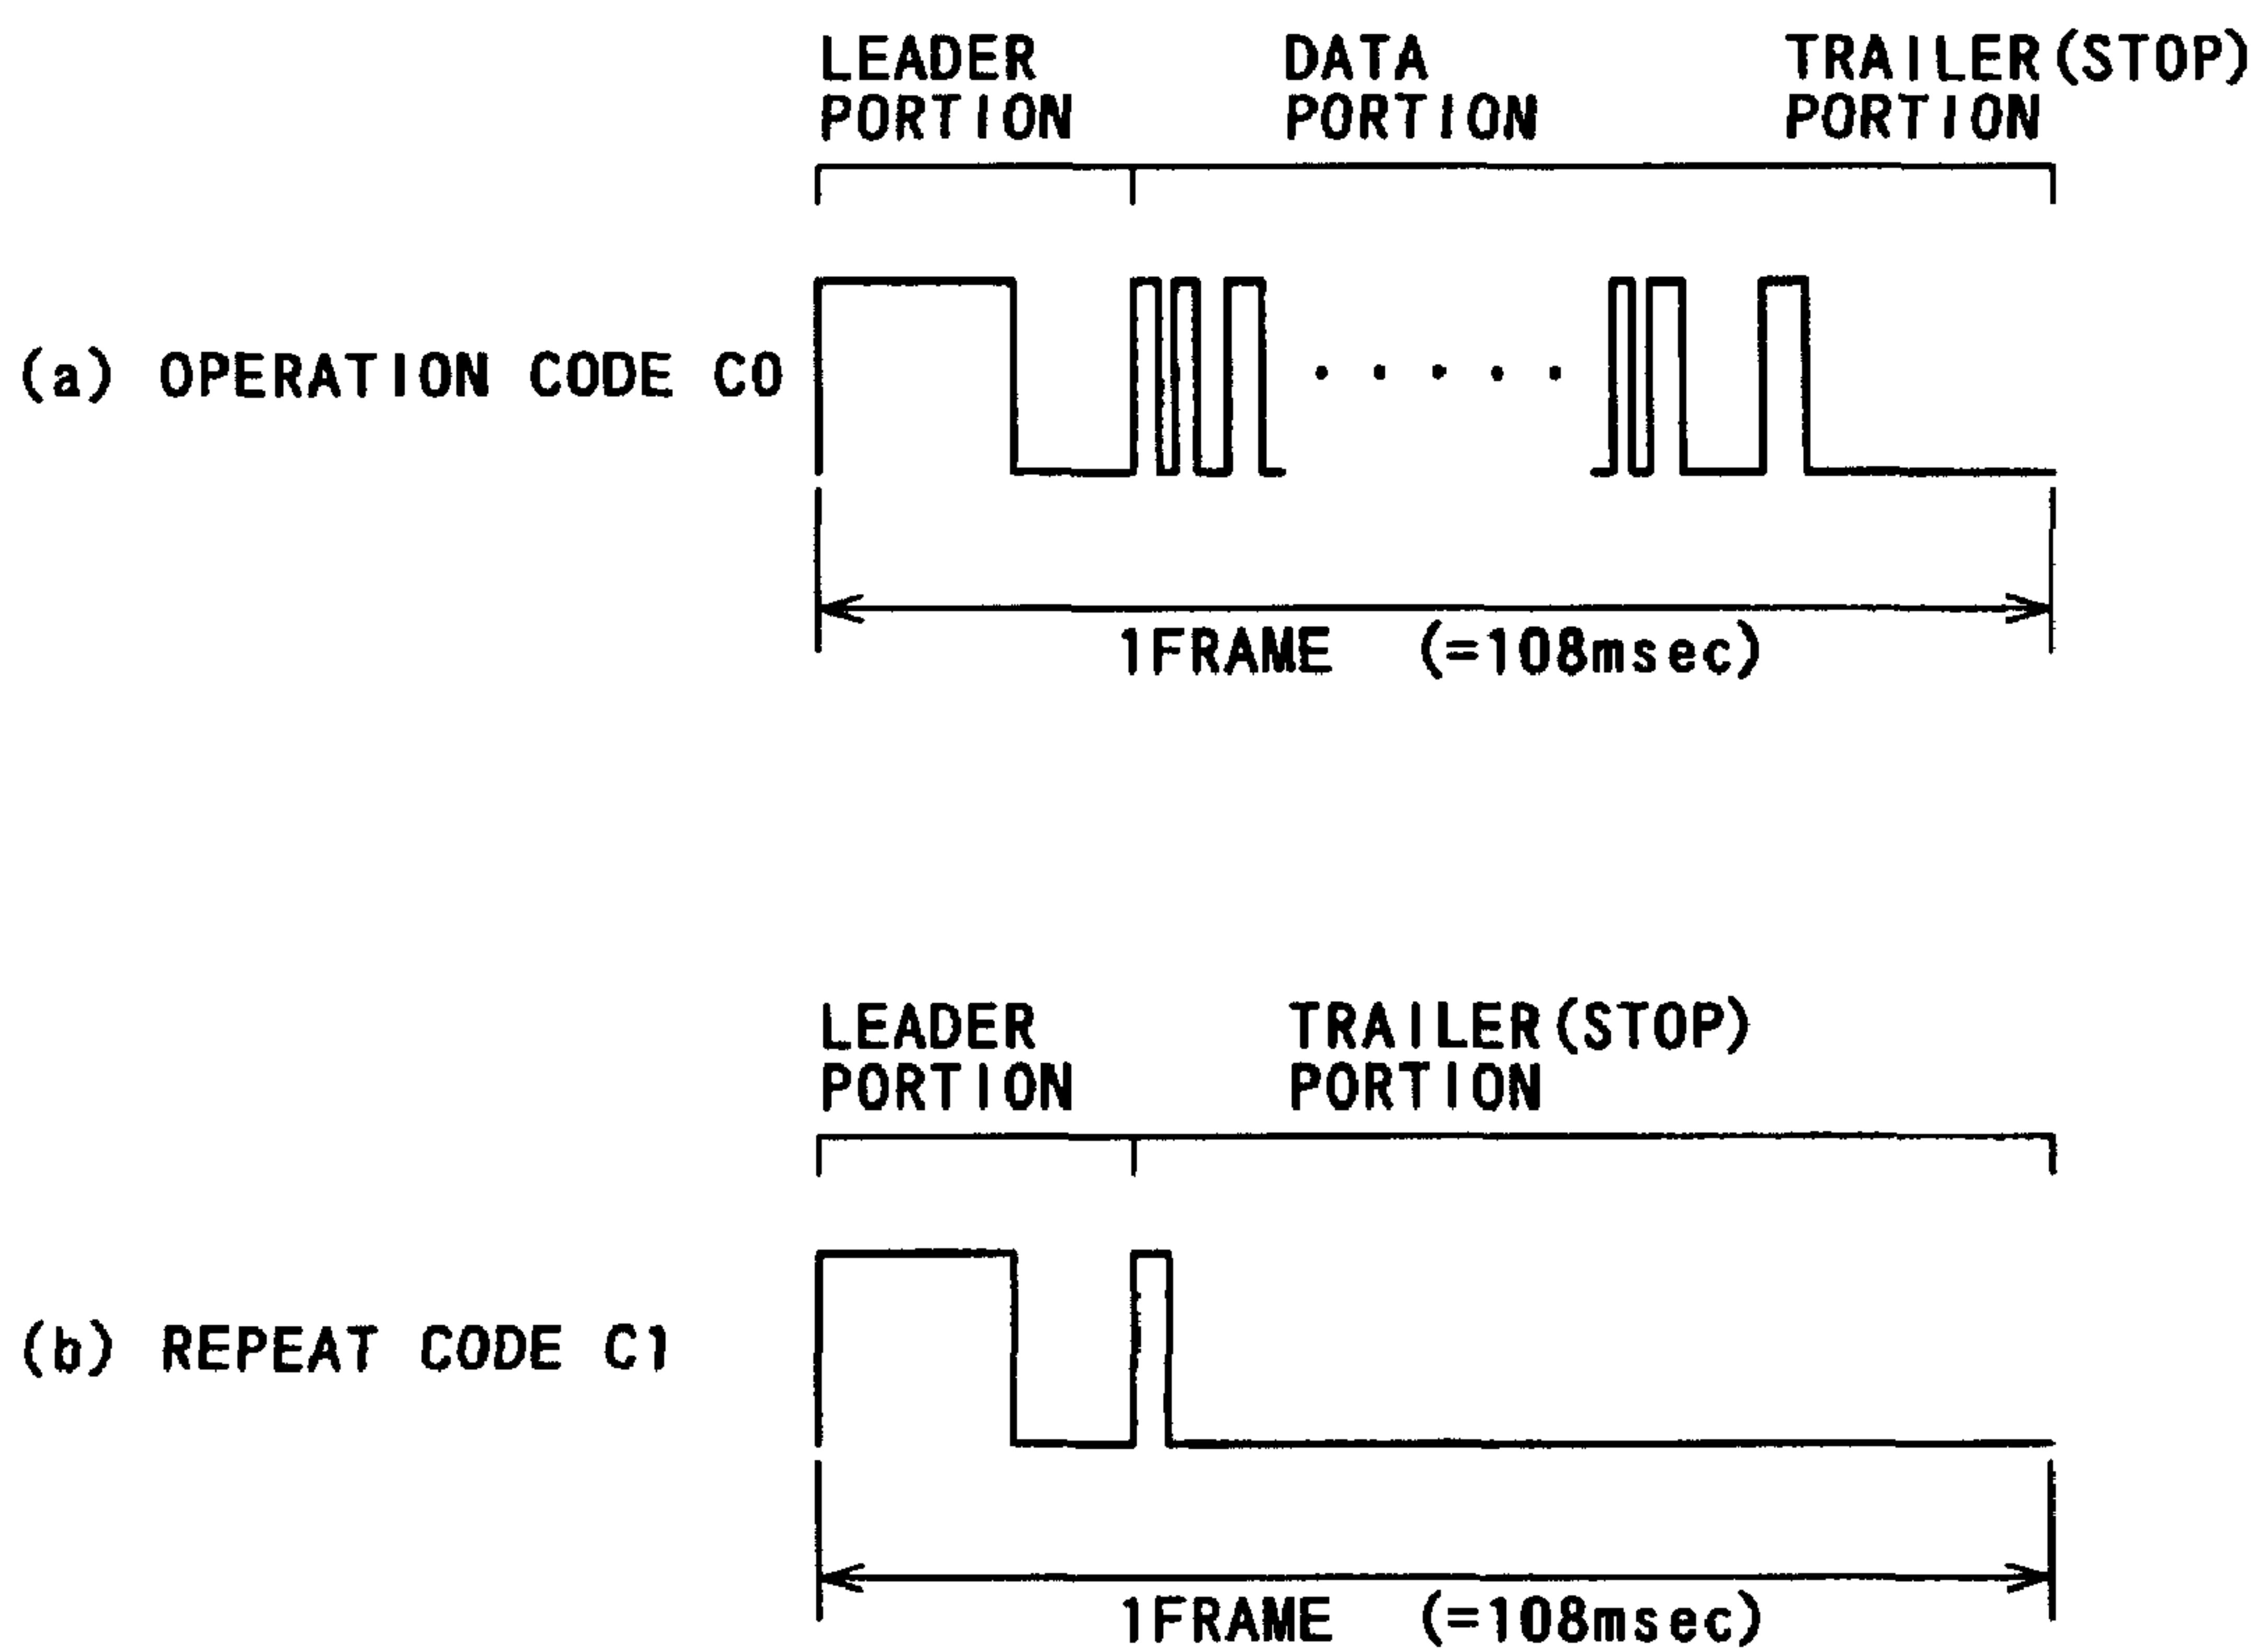 LEADER PORTION
DATA PORTION
TRAILER(STOP) PORTION
(a) OPERATION CODE C0
1FRAME (=108msec)
LEADER PORTION
TRAILER(STOP) PORTION
(b) REPEAT CODE C1
1FRAME (=108msec)